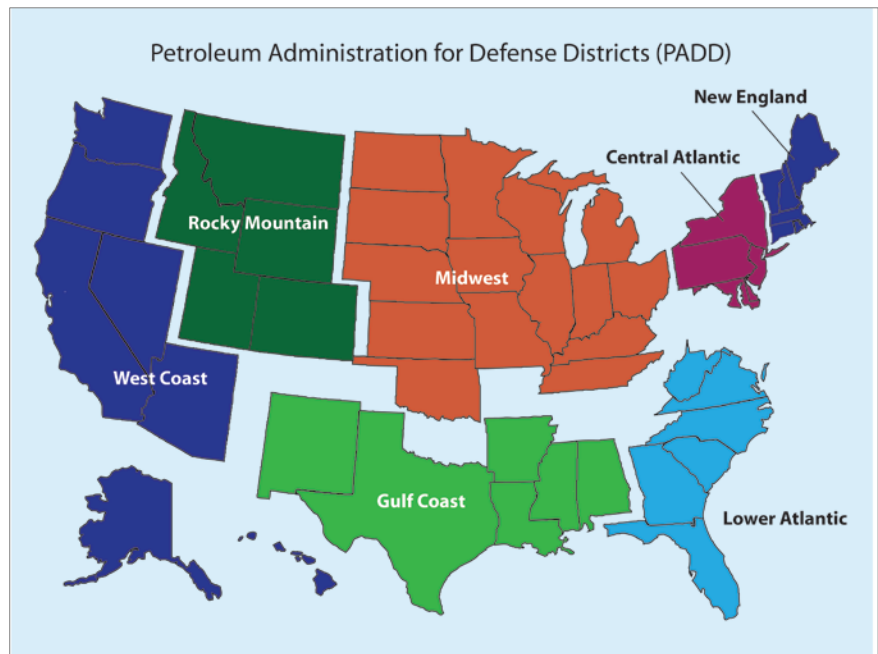 Petroleum Administration for Defense Districts (PADD)
New England
Central Atlantic
Rocky Mountain
Midwest
West Coast
Gulf Coast
Lower Atlantic